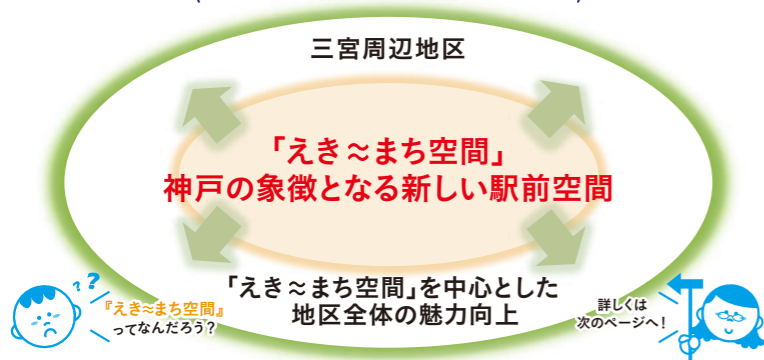 三宮周辺地区
「えき≈まち空間」
神戸の象徴となる新しい駅前空間
「えき≈まち空間」を中心とした
地区全体の魅力向上
??
『えき≈まち空間』
ってなんだろう？
詳しくは
次のページへ！